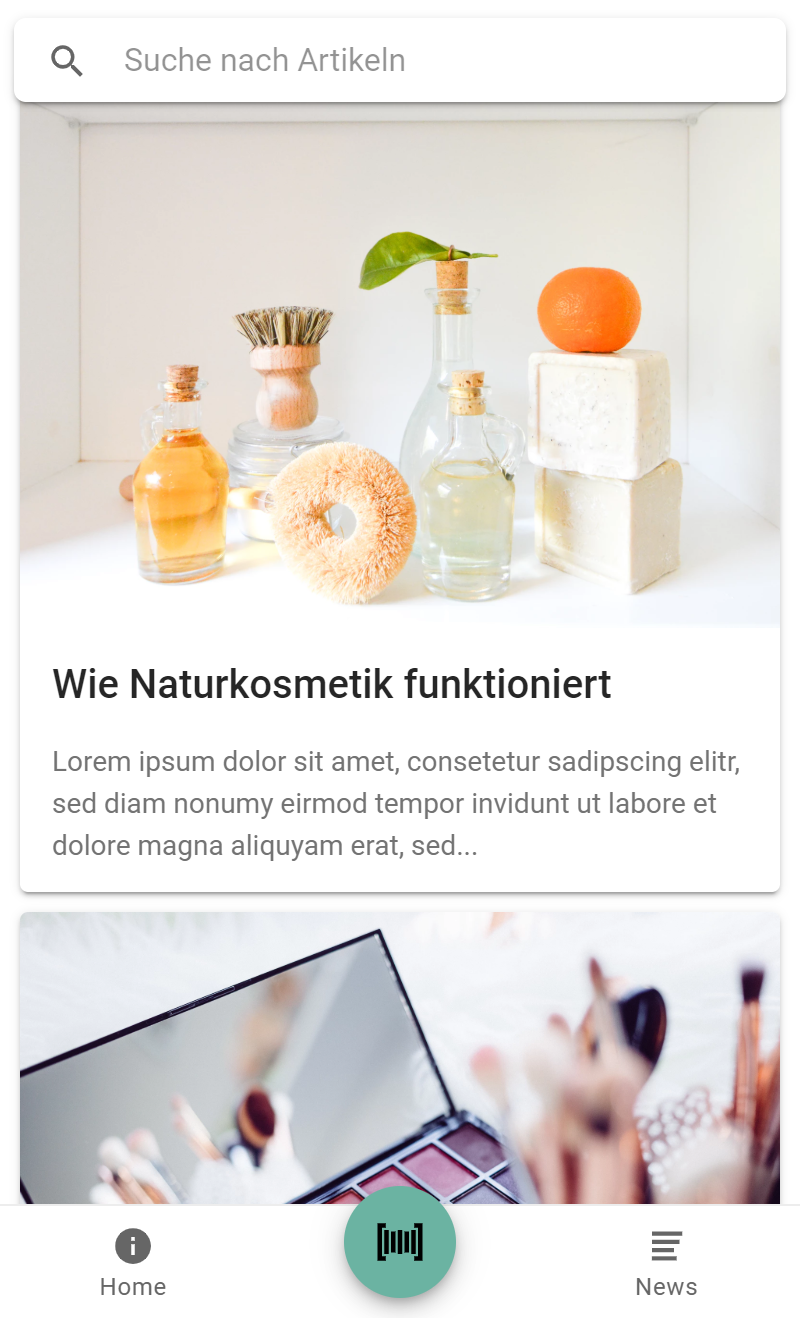 Suche nach Artikeln
Wie Naturkosmetik funktioniert
Lorem ipsum dolor sit amet, consetetur sadipscing elitr,
sed diam nonumy eirmod tempor invidunt ut labore et
dolore magna aliquyam erat, sed...
Home
News